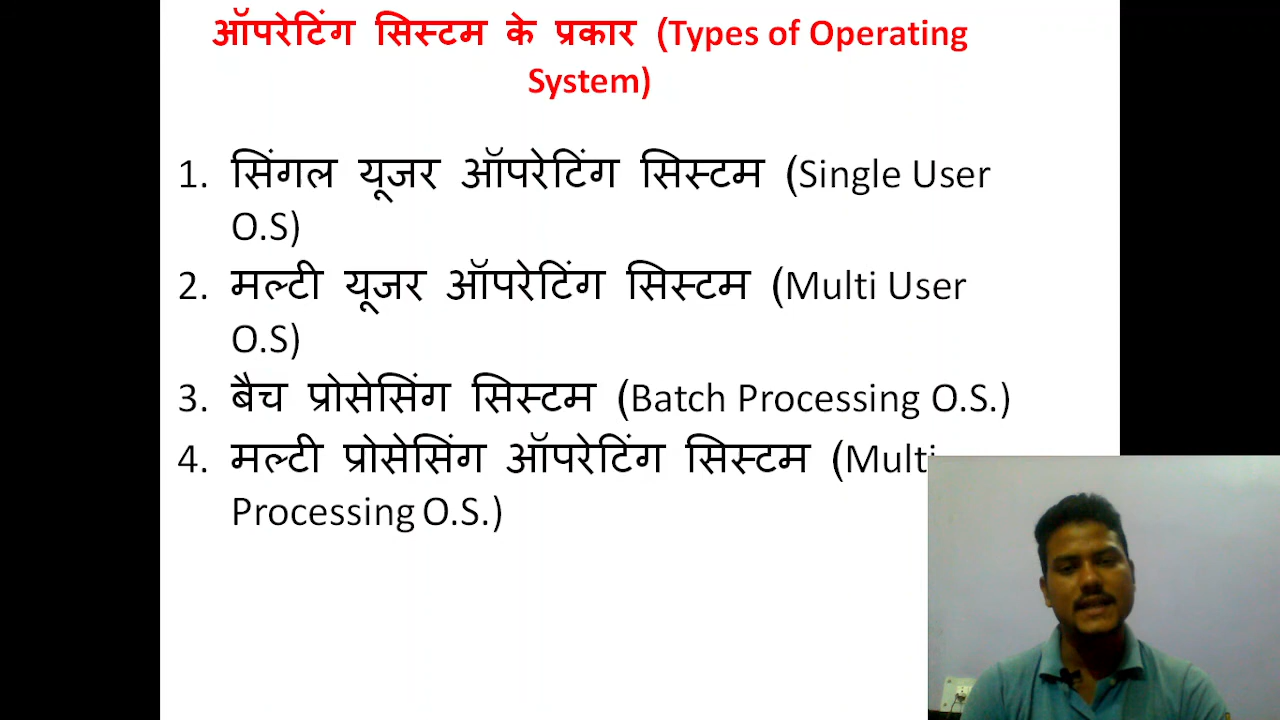 ऑपरेटिंग सिस्टम के प्रकार (Types of Operating
System)
1. सिंगल यूजर ऑपरेटिंग सिस्टम (Single User
O.S)
2. मल्टी यूजर ऑपरेटिंग सिस्टम (Multi User
O.S)
3. बैच प्रोसेसिंग सिस्टम (Batch Processing O.S.)
4. मल्टी प्रोसेसिंग ऑपरेटिंग सिस्टम (Multi
Processing O.S.)